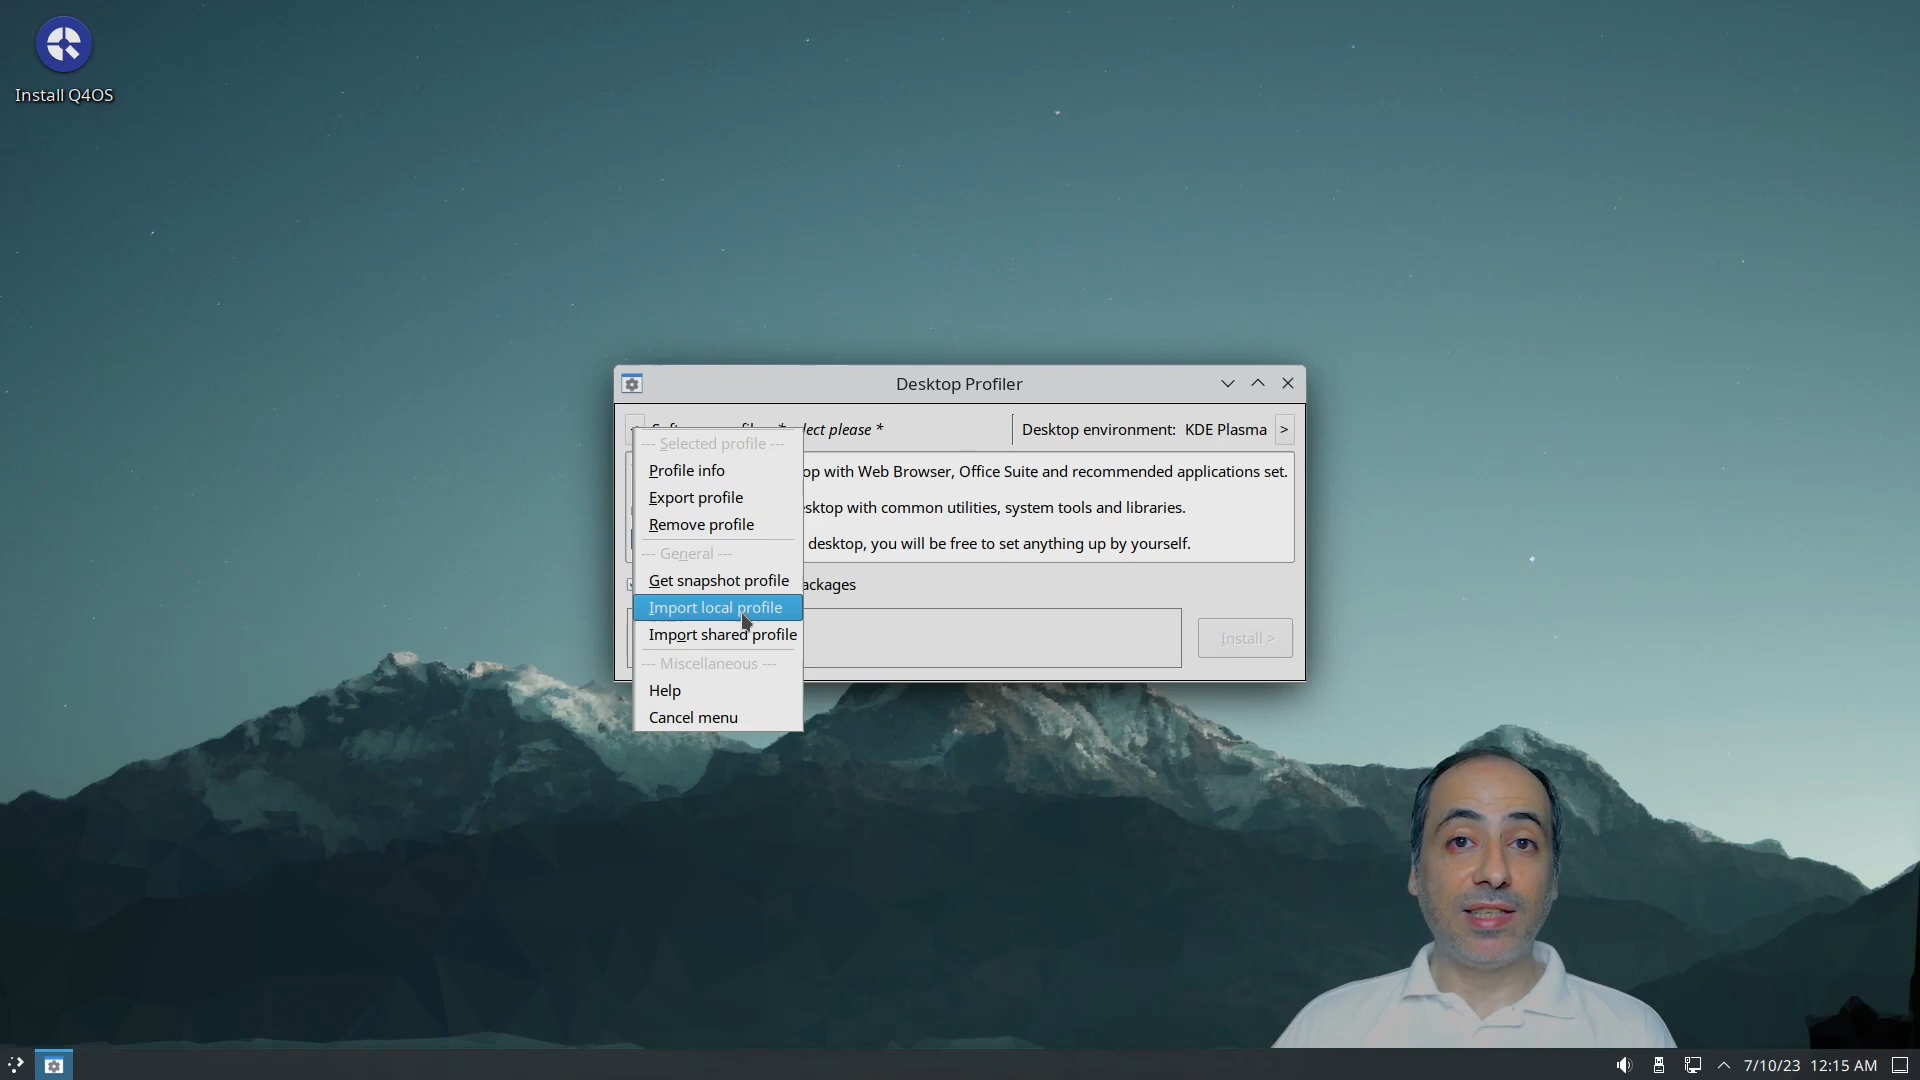 Install Q4OS
Desktop Profiler
lect please *
Desktop environment: KDE Plasma >
--- Selected profile ---
Profile info
op with Web Browser, Office Suite and recommended applications set.
Export profile
sktop with common utilities, system tools and libraries.
Remove profile
desktop, you will be free to set anything up by yourself.
--- General ---
Get snapshot profile
ackages
Import local profile
Import shared profile
Install >
--- Miscellaneous ---
Help
Cancel menu
7/10/23 12:15 AM